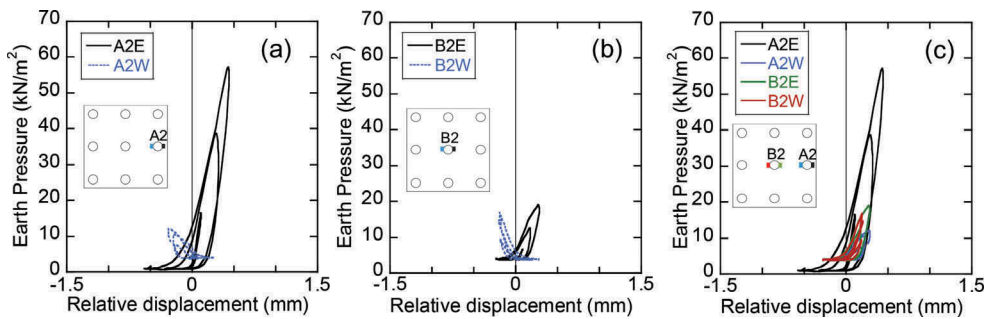 Earth Pressure (kN/m²)
70
60
50
40
30
20
10
0
A2E
A2W
(a)
A2
-1.5
0
1.5
Relative displacement (mm)
Earth Pressure (kN/m²)
70
60
50
40
30
20
10
0
B2E
B2W
(b)
B2
-1.5
0
1.5
Relative displacement (mm)
Earth Pressure (kN/m²)
70
60
50
40
30
20
10
0
A2E
A2W
B2E
B2W
(c)
B2 A2
-1.5
0
1.5
Relative displacement (mm)